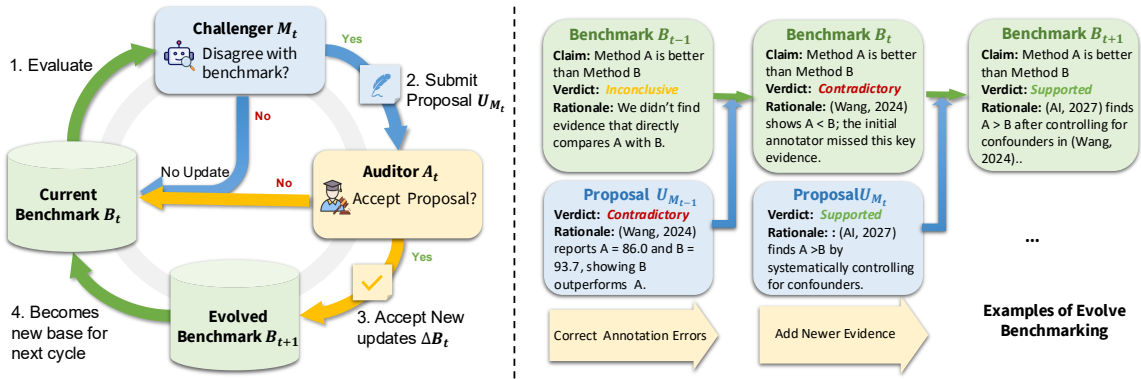 Challenger M_t
Disagree with
benchmark?
1. Evaluate
Yes
2. Submit
Proposal U_{M_t}
No
No Update
No
Auditor A_t
Accept Proposal?
Current
Benchmark B_t
Yes
3. Accept New
updates ΔB_t
Evolved
Benchmark B_{t+1}
4. Becomes
new base for
next cycle
Benchmark B_{t−1}
Claim: Method A is better
than Method B
Verdict: Inconclusive
Rationale: We didn't find
evidence that directly
compares A with B.
Benchmark B_t
Claim: Method A is better
than Method B
Verdict: Contradictory
Rationale: (Wang, 2024)
shows A < B; the initial
annotator missed this key
evidence.
Benchmark B_{t+1}
Claim: Method A is better
than Method B
Verdict: Supported
Rationale: (AI, 2027) finds
A > B after controlling for
confounders in (Wang,
2024)..
Proposal U_{M_{t−1}}
Verdict: Contradictory
Rationale: (Wang, 2024)
reports A = 86.0 and B =
93.7, showing B
outperforms A.
ProposalU_{M_t}
Verdict: Supported
Rationale: : (AI, 2027)
finds A >B by
systematically controlling
for confounders.
...
Correct Annotation Errors
Add Newer Evidence
Examples of Evolve
Benchmarking